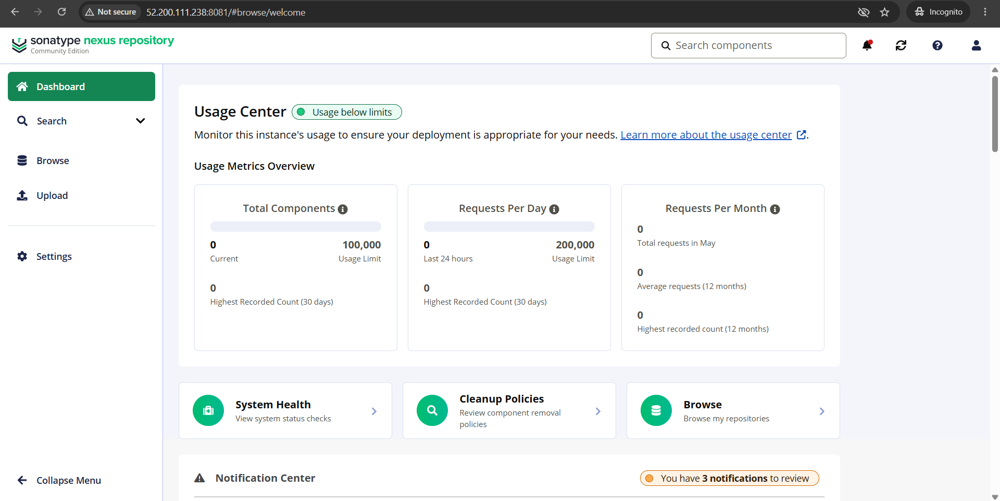 Not secure
52.200.111.238:8081/#browse/welcome
Incognito
sonatype nexus repository
Community Edition
Search components
Dashboard
Search
Browse
Upload
Settings
Collapse Menu
Usage Center
Usage below limits
Monitor this instance's usage to ensure your deployment is appropriate for your needs. Learn more about the usage center.
Usage Metrics Overview
Total Components
0
100,000
Current
Usage Limit
0
Highest Recorded Count (30 days)
Requests Per Day
0
200,000
Last 24 hours
Usage Limit
0
Highest Recorded Count (30 days)
Requests Per Month
0
Total requests in May
0
Average requests (12 months)
0
Highest recorded count (12 months)
System Health
View system status checks
Cleanup Policies
Review component removal
policies
Browse
Browse my repositories
Notification Center
You have 3 notifications to review